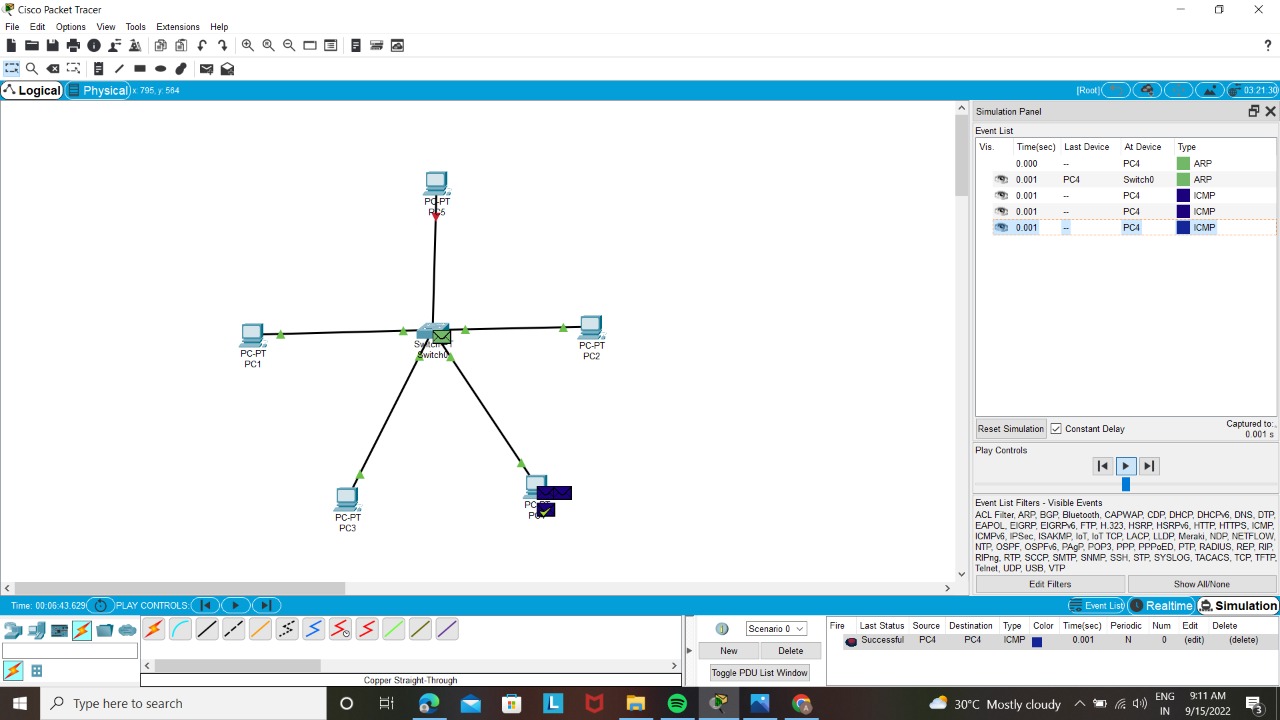 Cisco Packet Tracer
File Edit Options View Tools Extensions Help
?
Logical Physical x: 795, y: 564 [Root] 03:21:30
PC-PT
PC5
PC-PT
PC1
Switch0
PC-PT
PC2
PC-PT
PC3
PC-PT
Simulation Panel
Event List
Vis. Time(sec) Last Device At Device Type
0.000 -- PC4 ARP
0.001 PC4 Switch0 ARP
0.001 -- PC4 ICMP
0.001 -- PC4 ICMP
0.001 -- PC4 ICMP
Reset Simulation Constant Delay Captured to:
0.001 s
Play Controls
Event List Filters - Visible Events
ACL Filter, ARP, BGP, Bluetooth, CAPWAP, CDP, DHCP, DHCPv6, DNS, DTP,
EAPOL, EIGRP, EIGRPv6, FTP, H.323, HSRP, HSRPv6, HTTP, HTTPS, ICMP,
ICMPv6, IPSec, ISAKMP, IoT, IoT TCP, LACP, LLDP, Meraki, NDP, NETFLOW,
NTP, OSPF, OSPFv6, PAgP, POP3, PPP, PPPoED, PTP, RADIUS, REP, RIP,
RIPng, RTP, SCCP, SMTP, SNMP, SSH, STP, SYSLOG, TACACS, TCP, TFTP,
Telnet, UDP, USB, VTP
Edit Filters Show All/None
Time: 00:06:43.629 PLAY CONTROLS: Event List Realtime Simulation
Copper Straight-Through
Scenario 0
New Delete
Toggle PDU List Window
Fire Last Status Source Destination Type Color Time(sec) Periodic Num Edit Delete
Successful PC4 PC4 ICMP 0.001 N 0 (edit) (delete)
Type here to search
30°C Mostly cloudy
ENG
IN
9:11 AM
9/15/2022
3